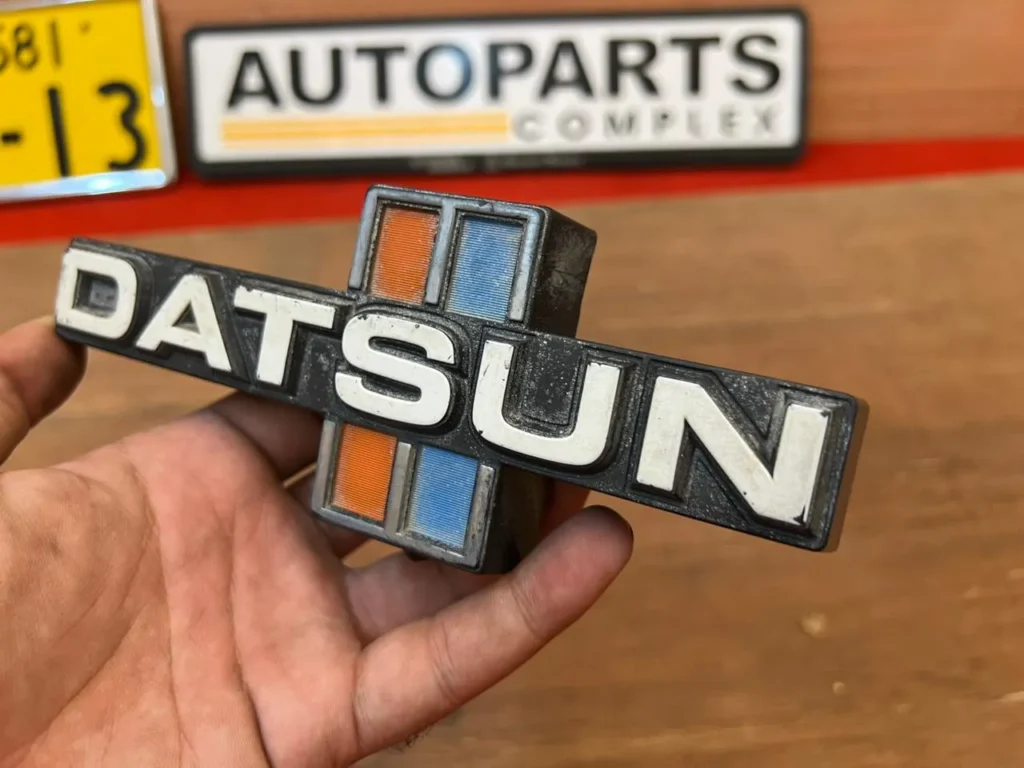 581
-13
AUTOPARTS
COMPLEX
DATSUN